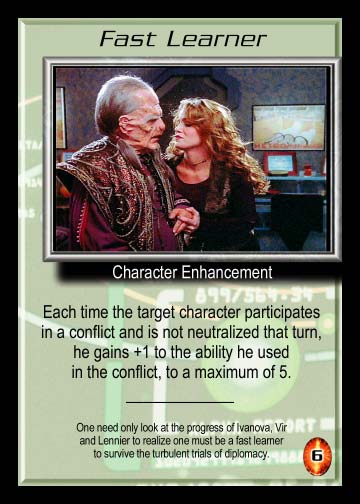 Fast Learner
Character Enhancement
899/564.34
Each time the target character participates
in a conflict and is not neutralized that turn,
he gains +1 to the ability he used
in the conflict, to a maximum of 5.
One need only look at the progress of Ivanova, Vir
and Lennier to realize one must be a fast learner
to survive the turbulent trials of diplomacy.
6